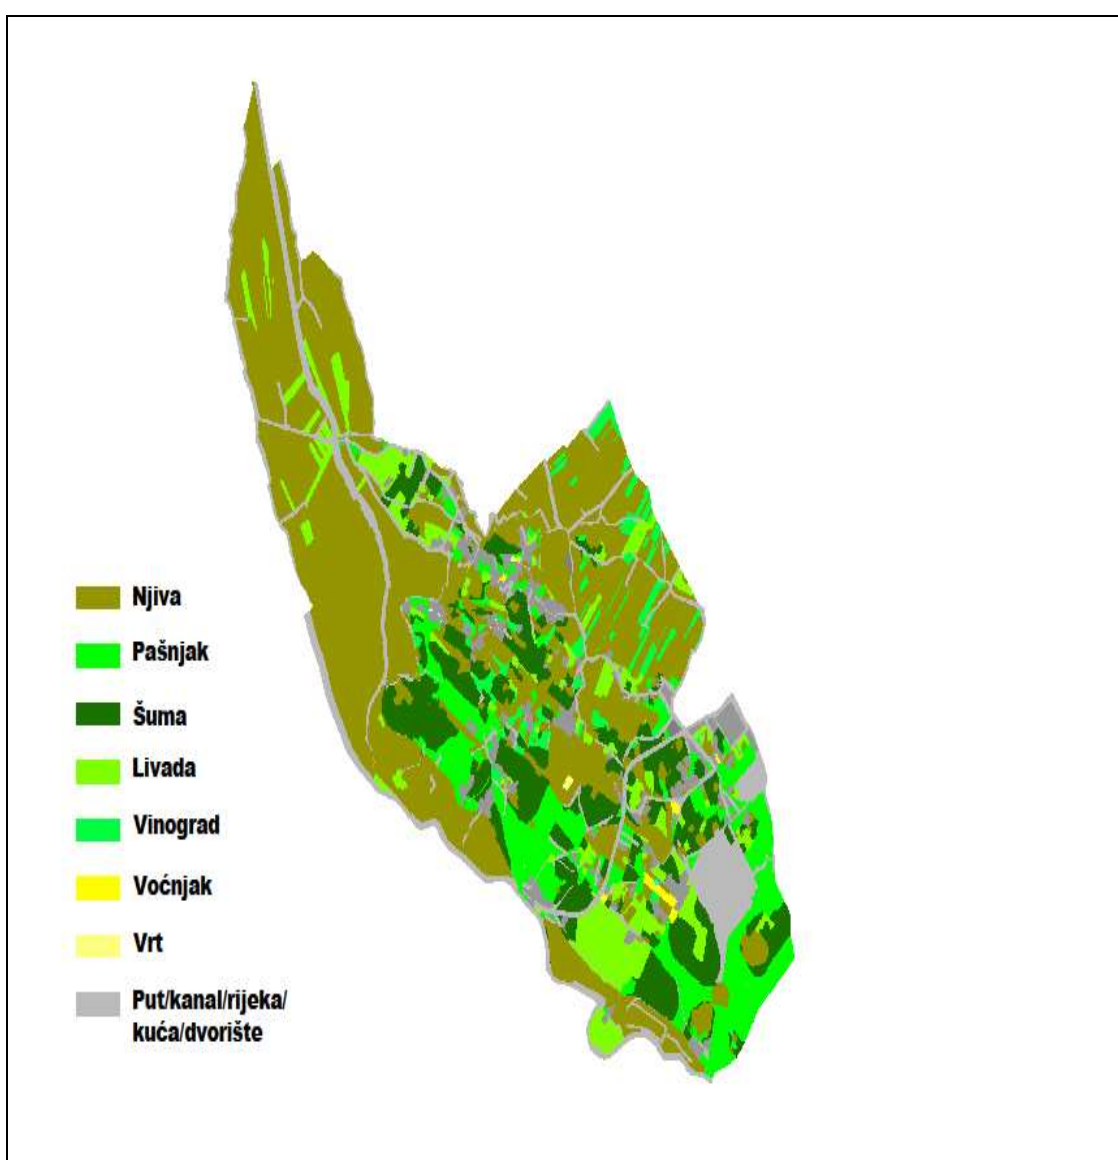 Njiva
Pašnjak
Šuma
Livada
Vinograd
Voćnjak
Vrt
Put/kanal/rijeka/
kuća/dvorište